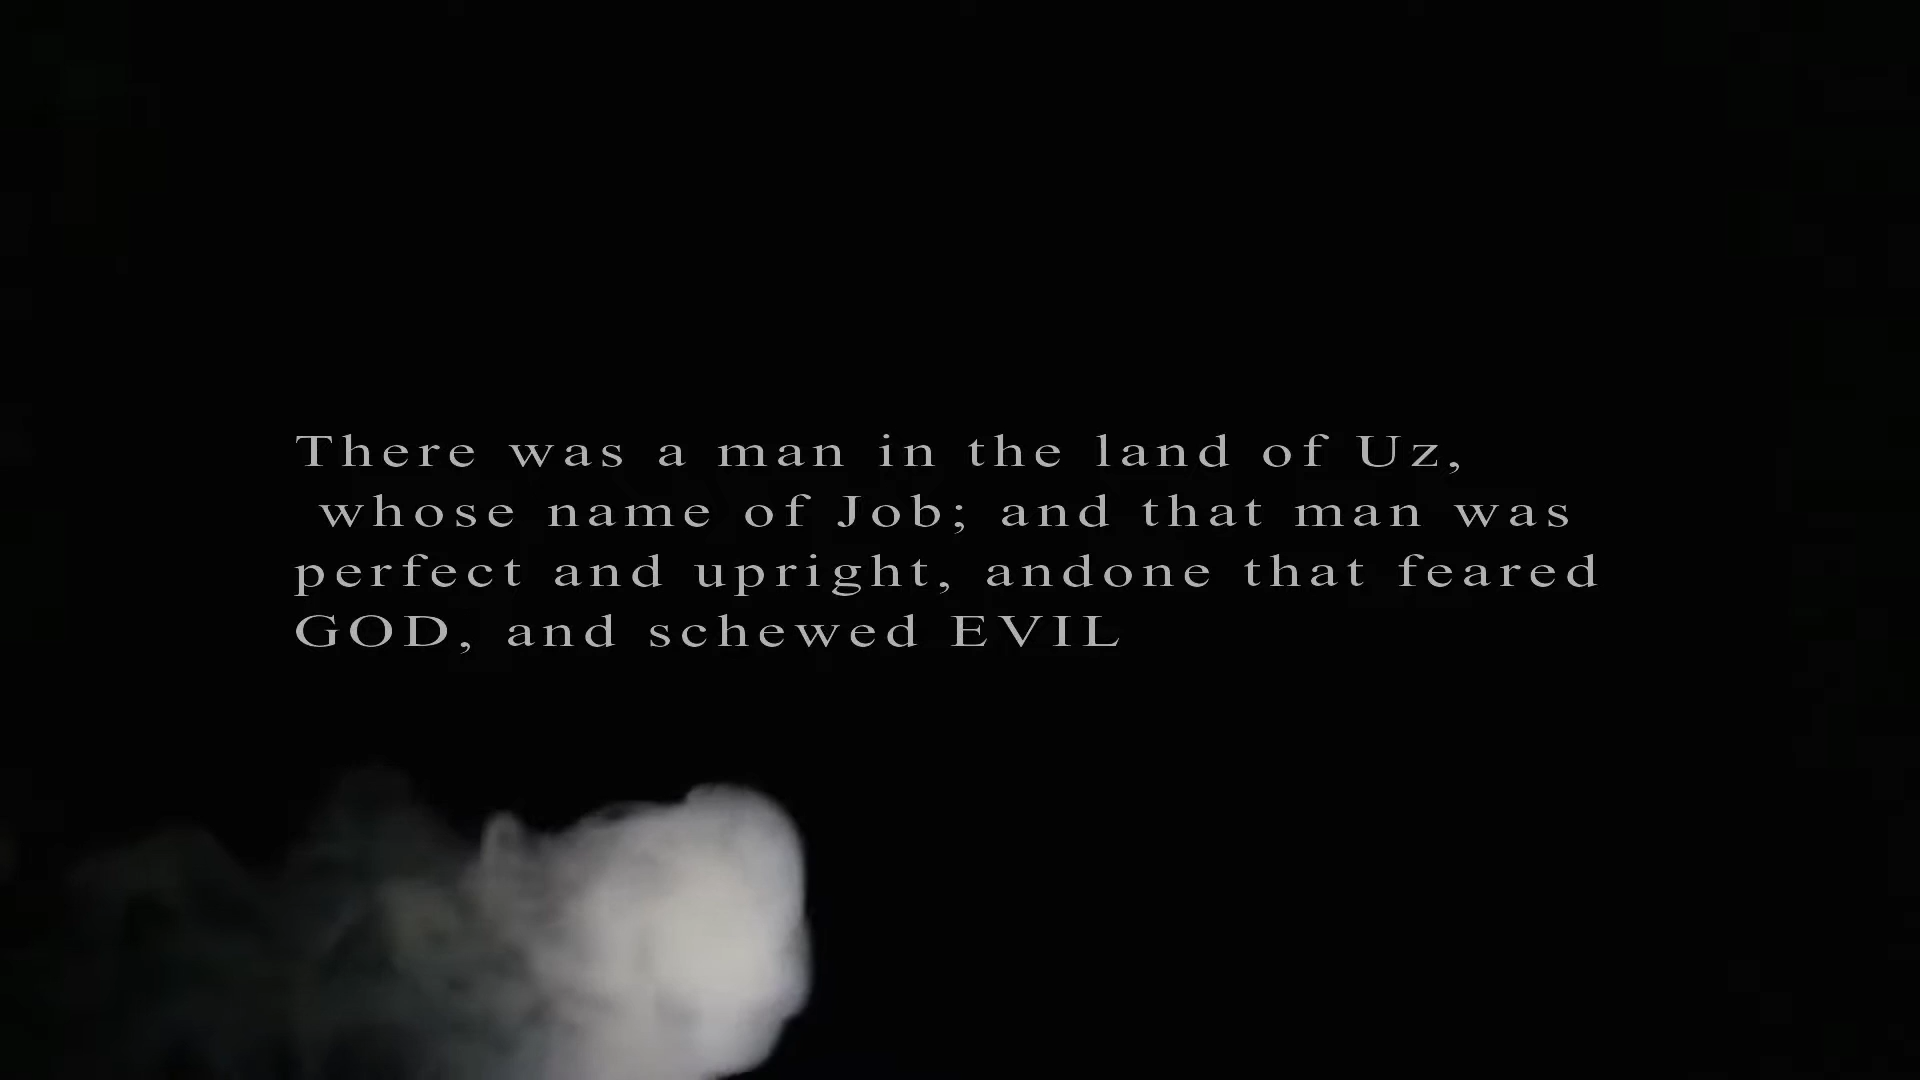 There was a man in the land of Uz,
whose name of Job; and that man was
perfect and upright, andone that feared
GOD, and schewed EVIL